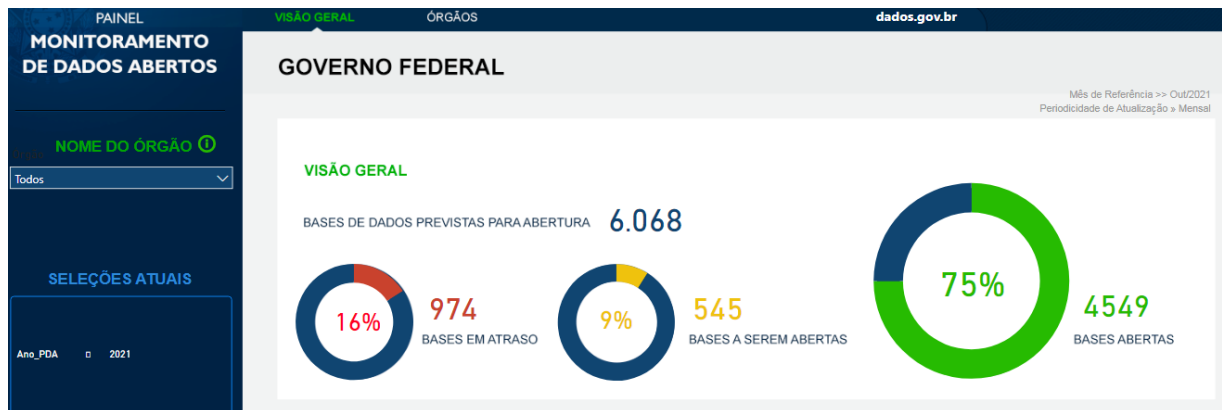 PAINEL
MONITORAMENTO
DE DADOS ABERTOS
NOME DO ÓRGÃO
Todos
SELEÇÕES ATUAIS
Ano_PDA 2021
VISÃO GERAL ÓRGÃOS dados.gov.br
GOVERNO FEDERAL
Mês de Referência >> Out/2021
Periodicidade de Atualização » Mensal
VISÃO GERAL
BASES DE DADOS PREVISTAS PARA ABERTURA 6.068
16%
974
BASES EM ATRASO
9%
545
BASES A SEREM ABERTAS
75%
4549
BASES ABERTAS